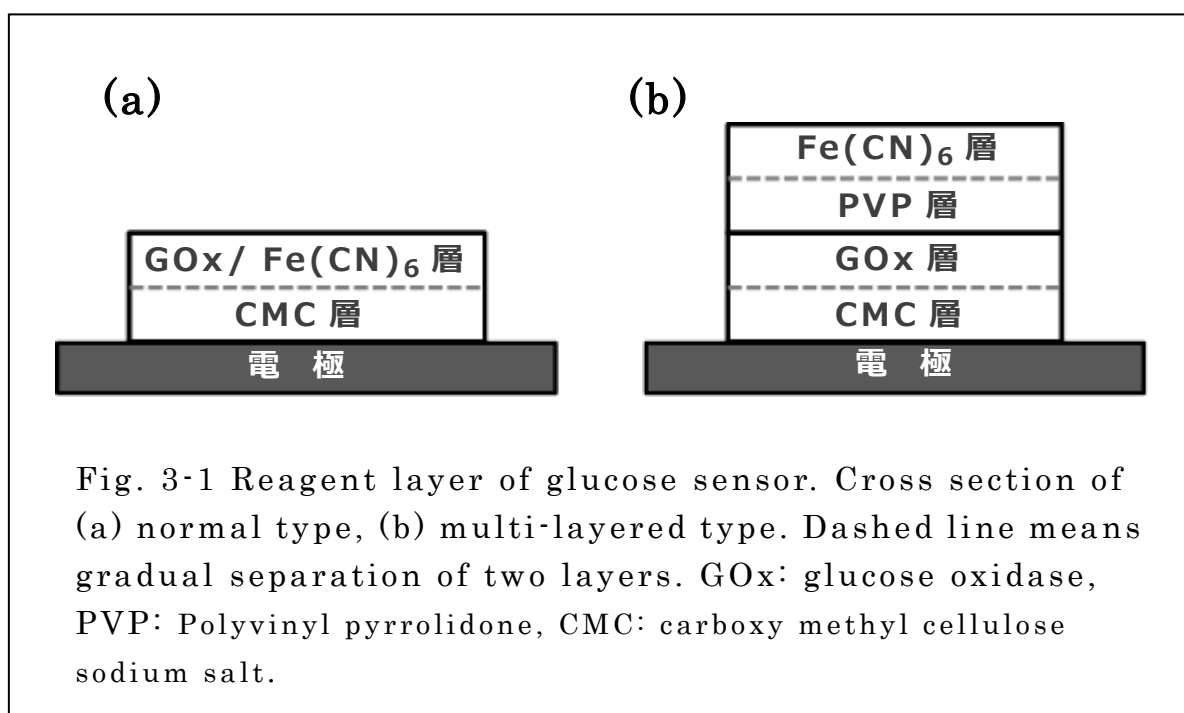 (a)
GOx/ Fe(CN)₆ 層
CMC 層
電 極
(b)
Fe(CN)₆ 層
PVP 層
GOx 層
CMC 層
電 極
Fig. 3-1 Reagent layer of glucose sensor. Cross section of
(a) normal type, (b) multi-layered type. Dashed line means
gradual separation of two layers. GOx: glucose oxidase,
PVP: Polyvinyl pyrrolidone, CMC: carboxy methyl cellulose
sodium salt.